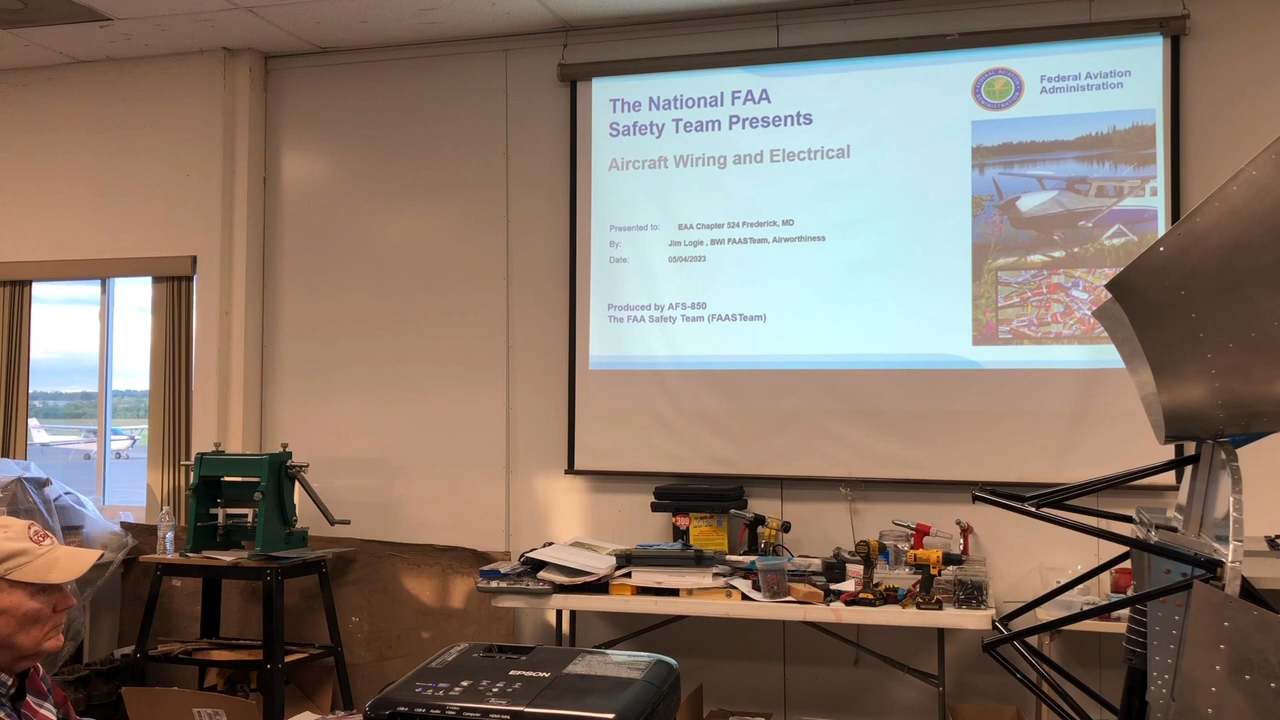 The National FAA
Safety Team Presents
Aircraft Wiring and Electrical
Presented to: EAA Chapter 524 Frederick, MD
By: Jim Logie , BWI FAASTeam, Airworthiness
Date: 05/04/2023
Produced by AFS-850
The FAA Safety Team (FAASTeam)
Federal Aviation
Administration
300
EPSON